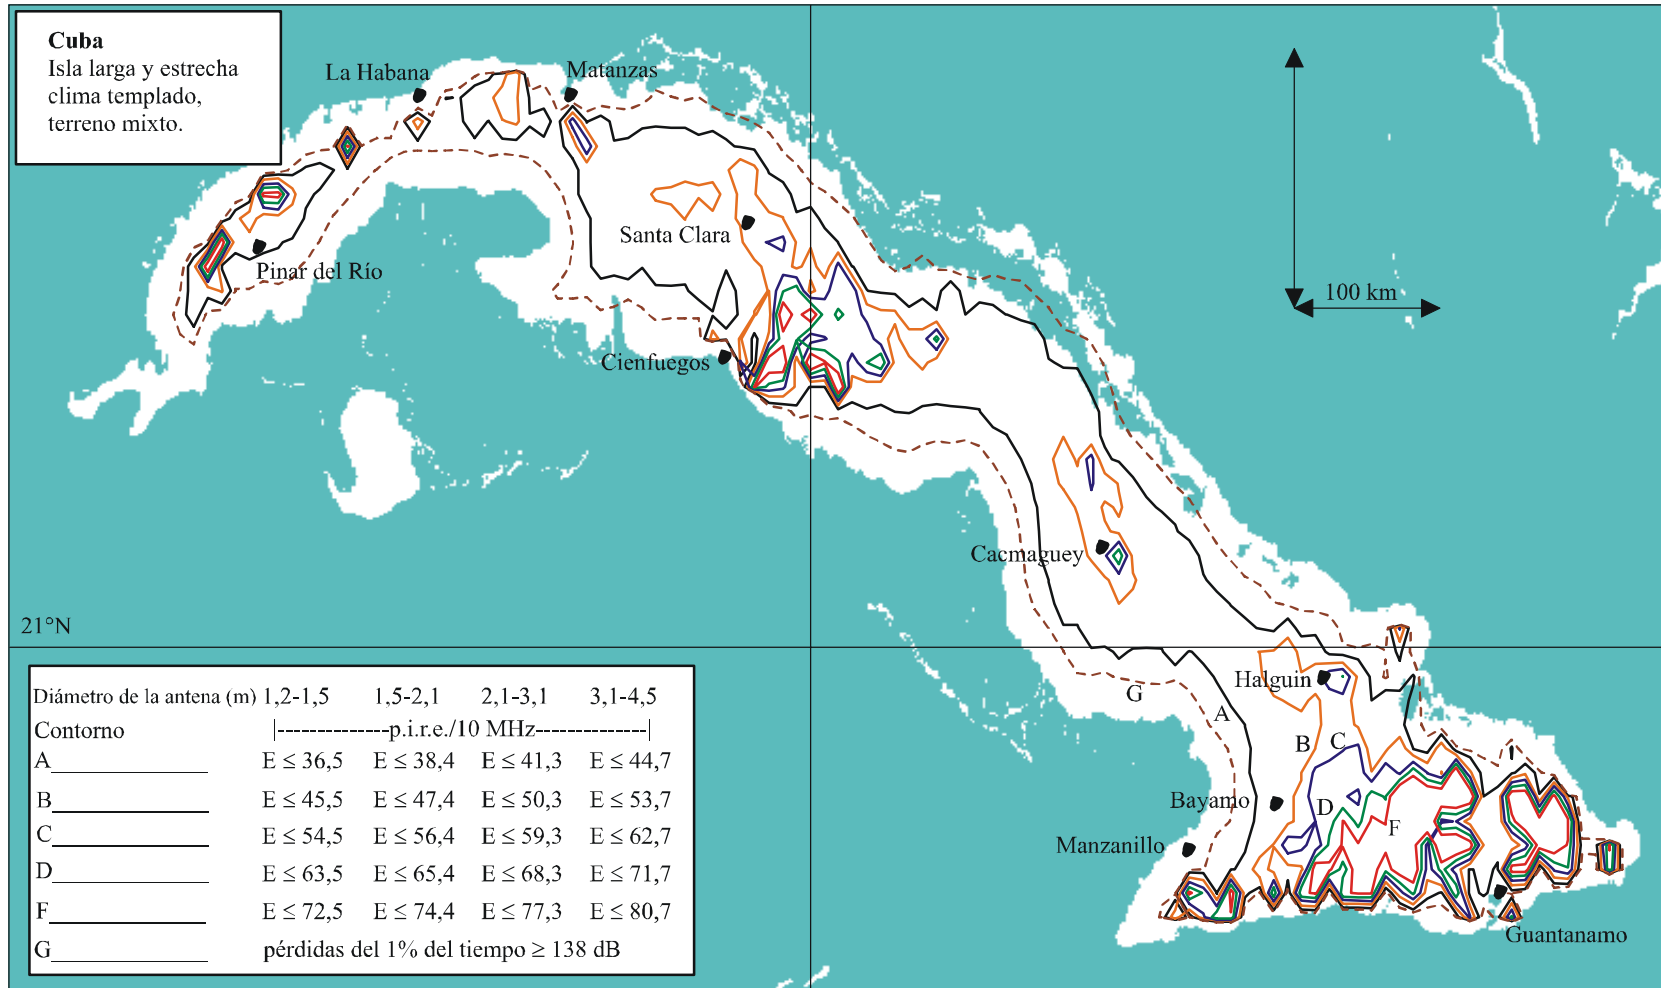 Cuba
Isla larga y estrecha
clima templado,
terreno mixto.
La Habana
Matanzas
Pinar del Río
Santa Clara
Cienfuegos
100 km
Cacmaguey
21°N
Halguin
G
A
B
C
D
F
Bayamo
Manzanillo
Guantanamo
Diámetro de la antena (m) 1,2-1,5 1,5-2,1 2,1-3,1 3,1-4,5
Contorno |----------------p.i.r.e./10 MHz----------------|
A E ≤ 36,5 E ≤ 38,4 E ≤ 41,3 E ≤ 44,7
B E ≤ 45,5 E ≤ 47,4 E ≤ 50,3 E ≤ 53,7
C E ≤ 54,5 E ≤ 56,4 E ≤ 59,3 E ≤ 62,7
D E ≤ 63,5 E ≤ 65,4 E ≤ 68,3 E ≤ 71,7
F E ≤ 72,5 E ≤ 74,4 E ≤ 77,3 E ≤ 80,7
G pérdidas del 1% del tiempo ≥ 138 dB